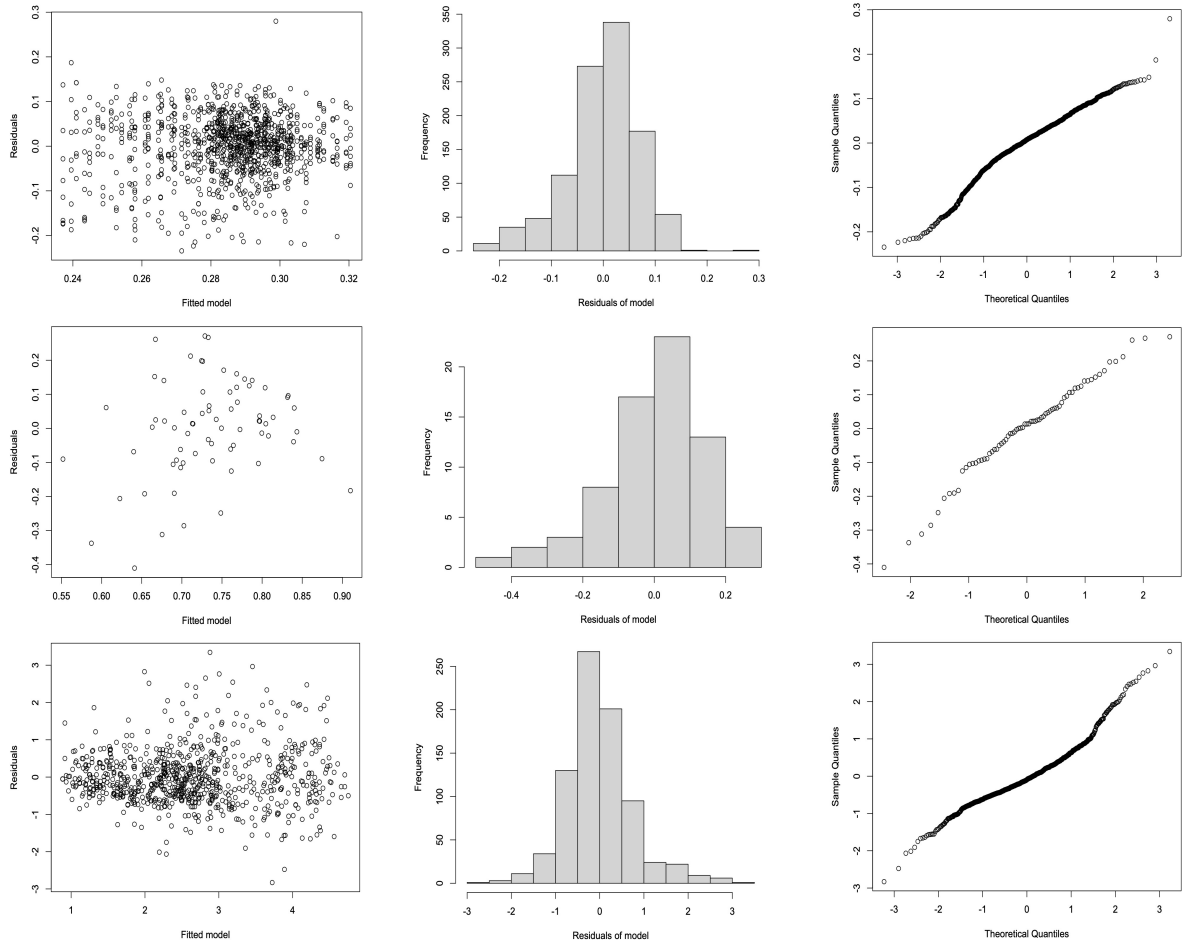 0.3
0.2
0.1
0.0
-0.1
-0.2
Residuals
0.24 0.26 0.28 0.30 0.32
Fitted model
350
300
250
200
150
100
50
0
Frequency
-0.2 -0.1 0.0 0.1 0.2 0.3
Residuals of model
0.3
0.2
0.1
0.0
-0.1
-0.2
Sample Quantiles
-3 -2 -1 0 1 2 3
Theoretical Quantiles
0.2
0.1
0.0
-0.1
-0.2
-0.3
-0.4
Residuals
0.55 0.60 0.65 0.70 0.75 0.80 0.85 0.90
Fitted model
20
15
10
5
0
Frequency
-0.4 -0.2 0.0 0.2
Residuals of model
0.2
0.1
0.0
-0.1
-0.2
-0.3
-0.4
Sample Quantiles
-2 -1 0 1 2
Theoretical Quantiles
3
2
1
0
-1
-2
-3
Residuals
1 2 3 4
Fitted model
250
200
150
100
50
0
Frequency
-3 -2 -1 0 1 2 3
Residuals of model
3
2
1
0
-1
-2
-3
Sample Quantiles
-3 -2 -1 0 1 2 3
Theoretical Quantiles